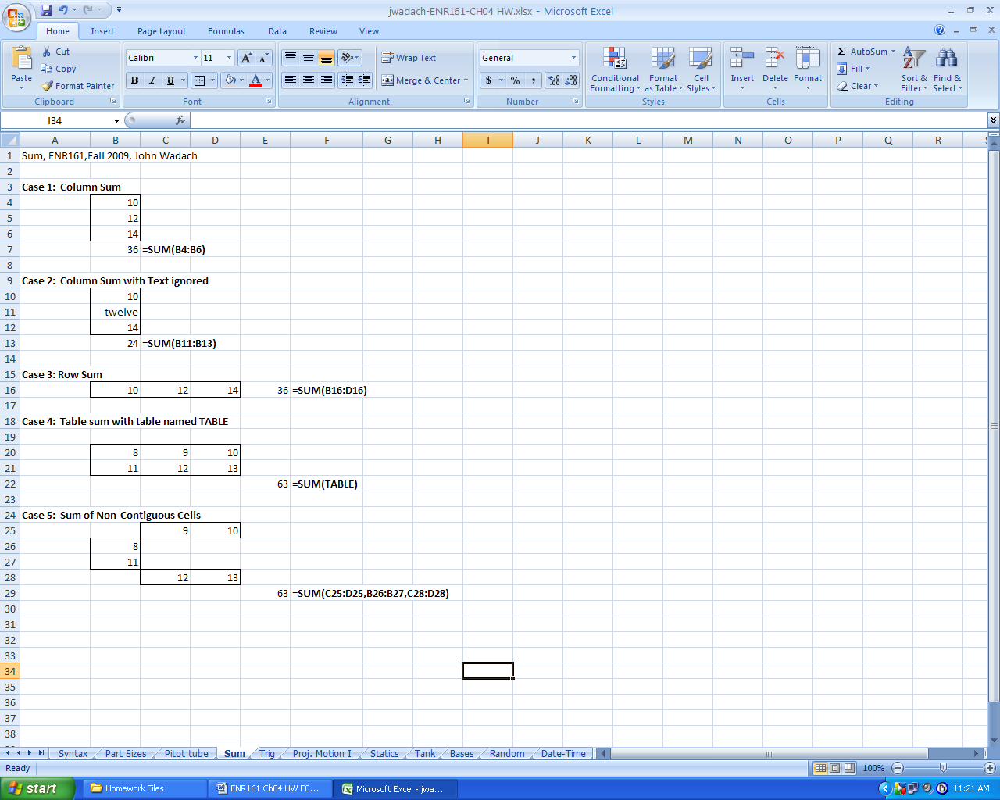 jwadach-ENR161-CH04 HW.xlsx - Microsoft Excel
Home Insert Page Layout Formulas Data Review View
Paste Cut Copy Format Painter Clipboard
Calibri 11 B I U A A A Font
Wrap Text Merge & Center Alignment
General $ % , .00 Number
Conditional Formatting Format as Table Cell Styles Styles
Insert Delete Format Cells
Σ AutoSum Fill Clear Sort & Filter Find & Select Editing
I34 fx
A B C D E F G H I J K L M N O P Q R S
1 Sum, ENR161,Fall 2009, John Wadach
2
3 Case 1: Column Sum
4 10
5 12
6 14
7 36 =SUM(B4:B6)
8
9 Case 2: Column Sum with Text ignored
10 10
11 twelve
12 14
13 24 =SUM(B11:B13)
14
15 Case 3: Row Sum
16 10 12 14 36 =SUM(B16:D16)
17
18 Case 4: Table sum with table named TABLE
19
20 8 9 10
21 11 12 13
22 63 =SUM(TABLE)
23
24 Case 5: Sum of Non-Contiguous Cells
25 9 10
26 8
27 11
28 12 13
29 63 =SUM(C25:D25,B26:B27,C28:D28)
30
31
32
33
34
35
36
37
38
Syntax Part Sizes Pitot tube Sum Trig Proj. Motion I Statics Tank Bases Random Date-Time
Ready 100%
start Homework Files ENR161 Ch04 HW F0... Microsoft Excel - jwa... 11:21 AM